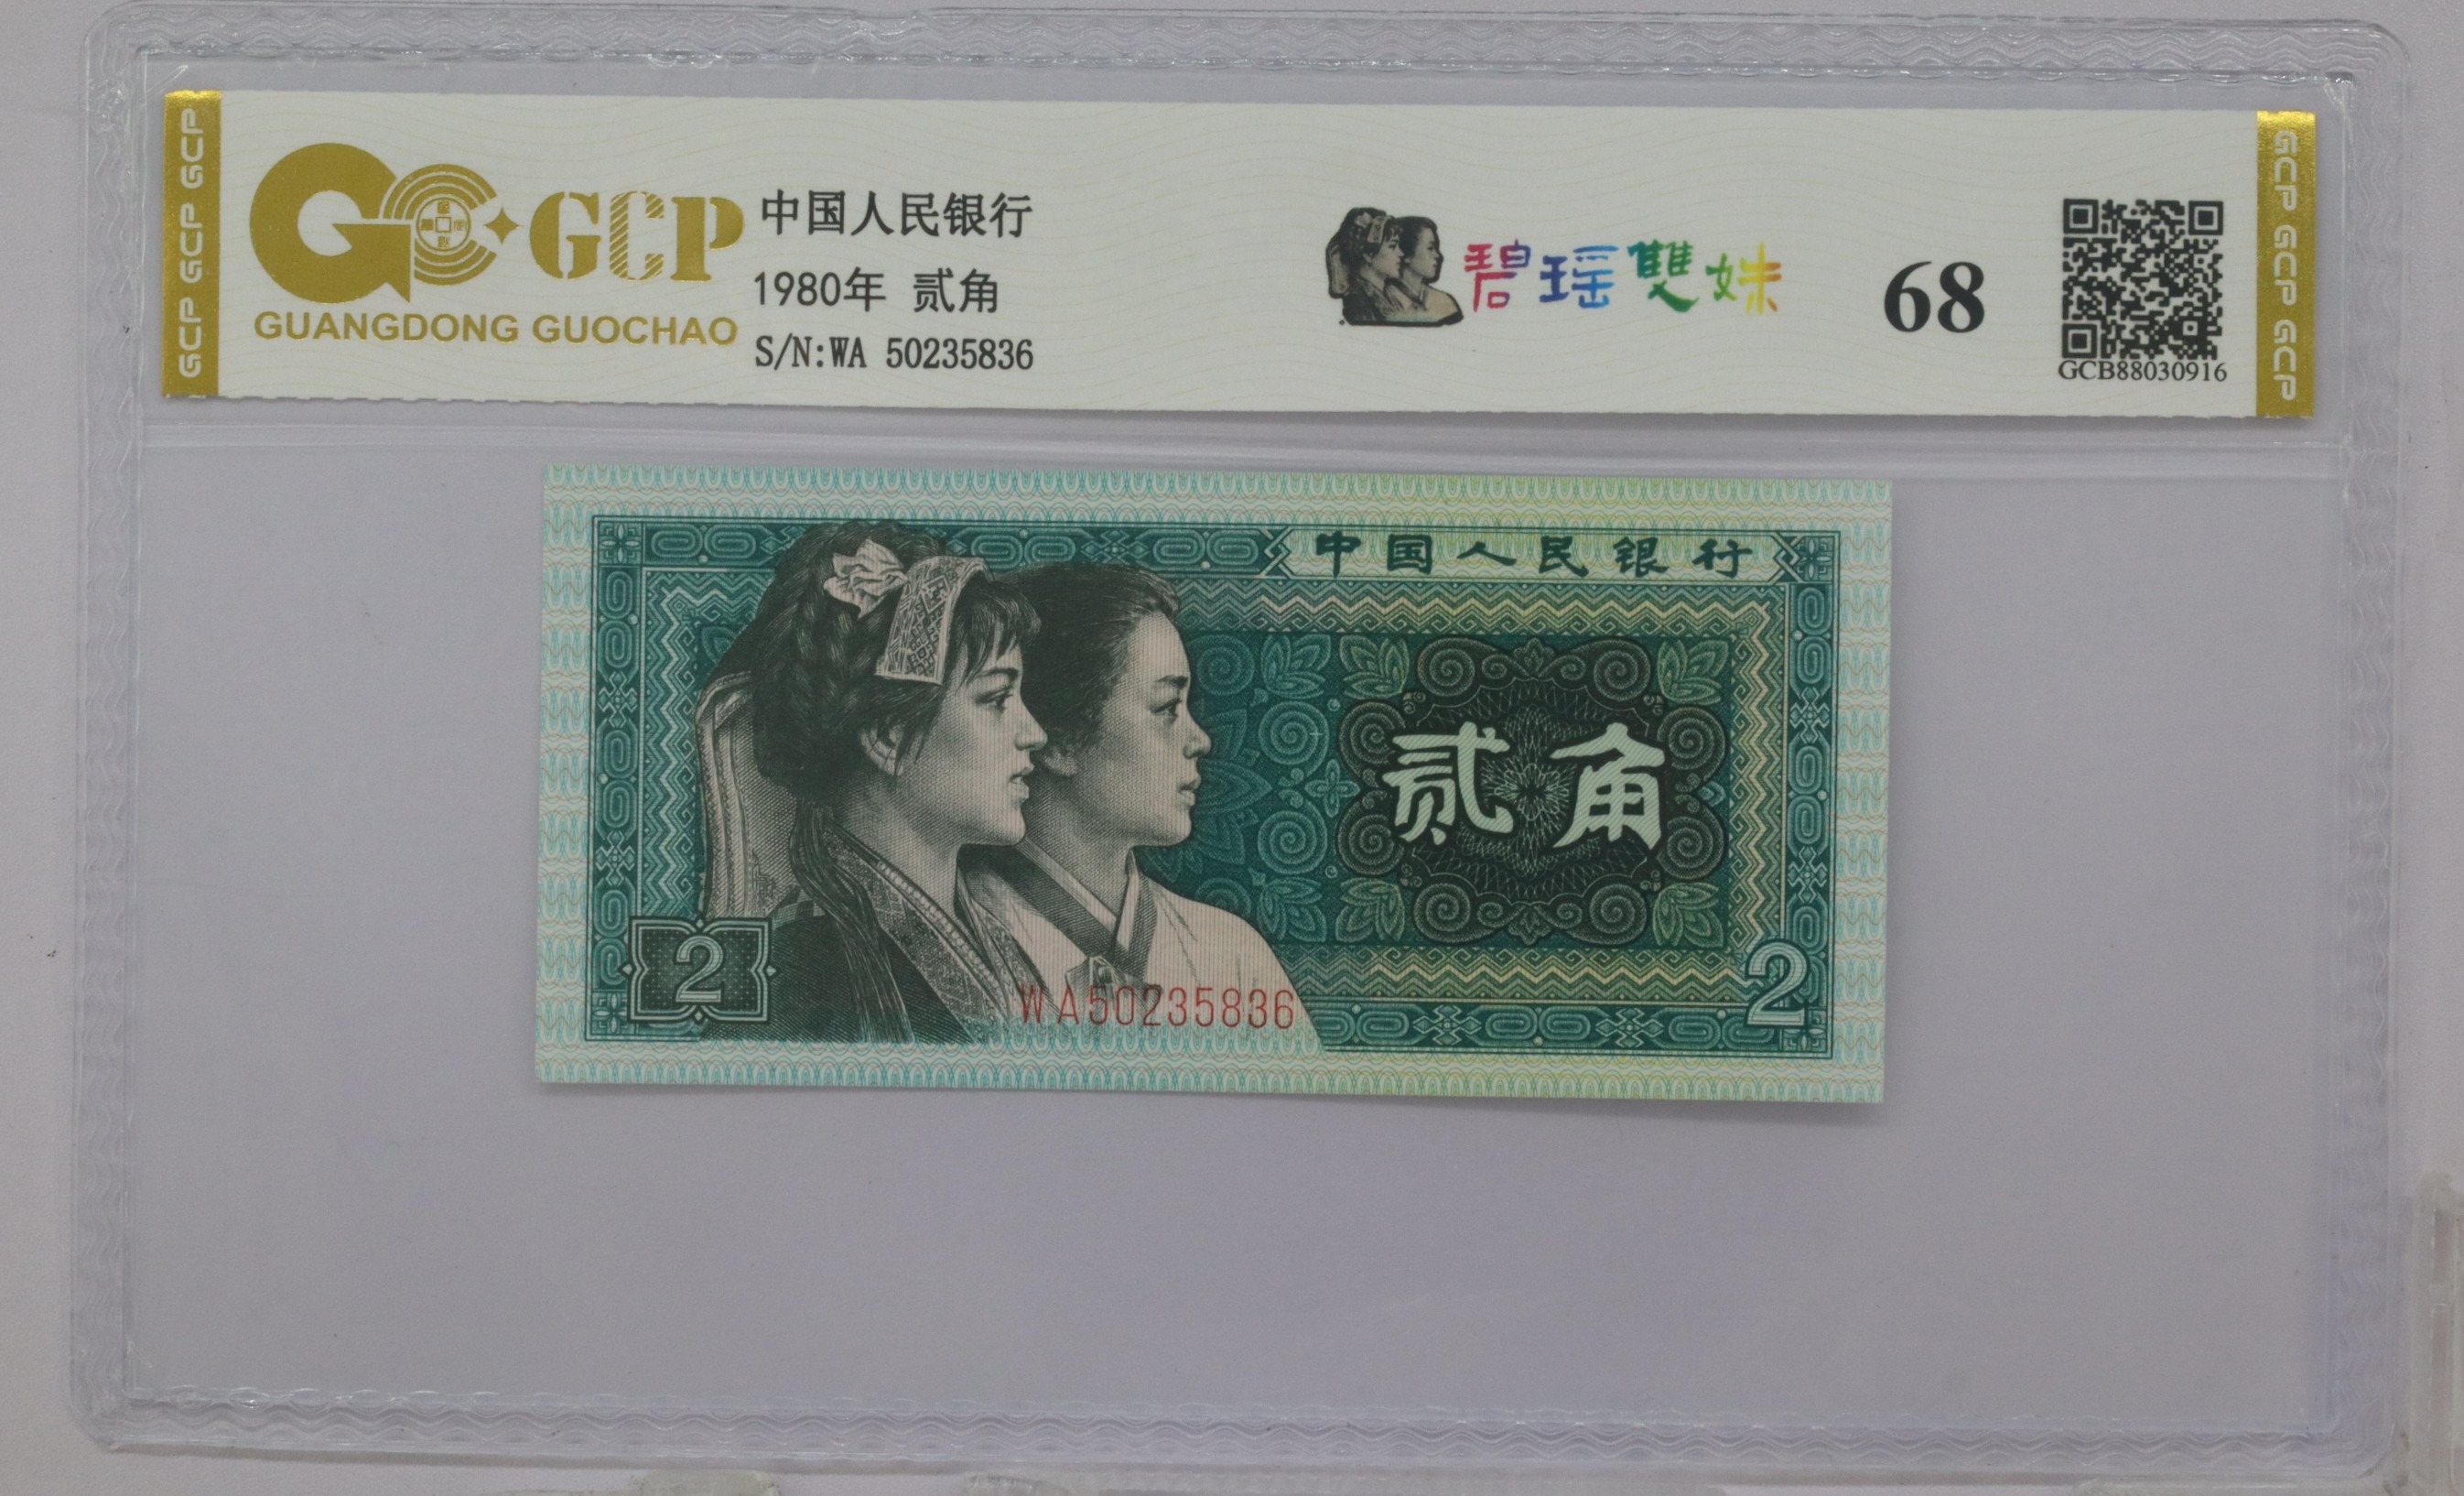 GCP GCP GCP
GCP
GUANGDONG GUOCHAO
中国人民银行
1980年 贰角
S/N:WA 50235836
碧瑶雙姝
68
GCB88030916
GCP GCP GCP
中国人民银行
贰角
2
WA50235836
2